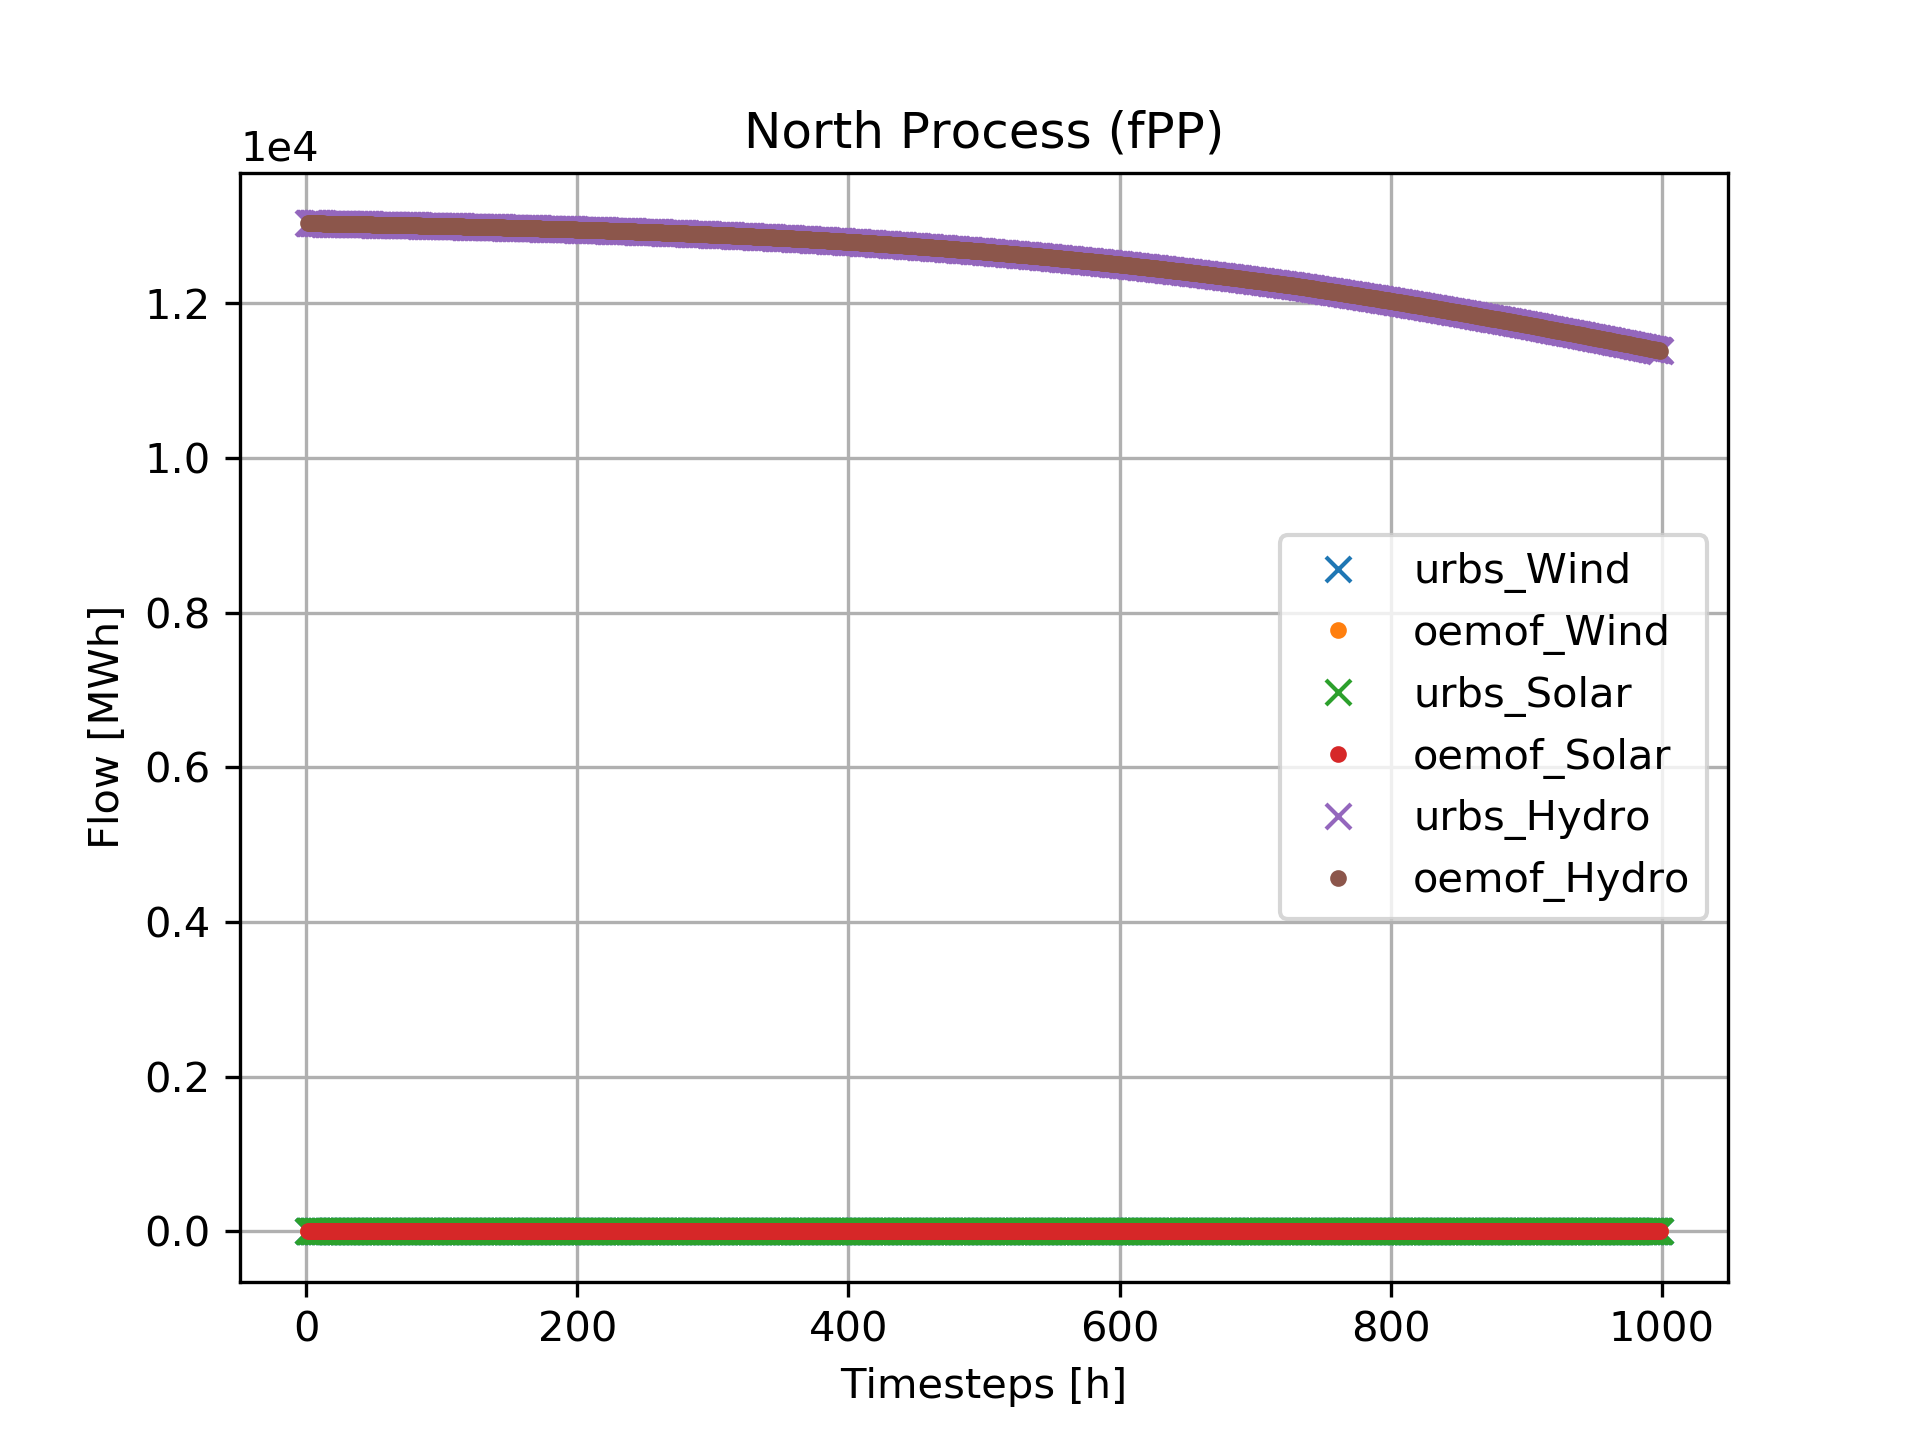 North Process (fPP)
1e4
1.2
1.0
0.8
0.6
0.4
0.2
0.0
Flow [MWh]
urbs_Wind
oemof_Wind
urbs_Solar
oemof_Solar
urbs_Hydro
oemof_Hydro
0 200 400 600 800 1000
Timesteps [h]